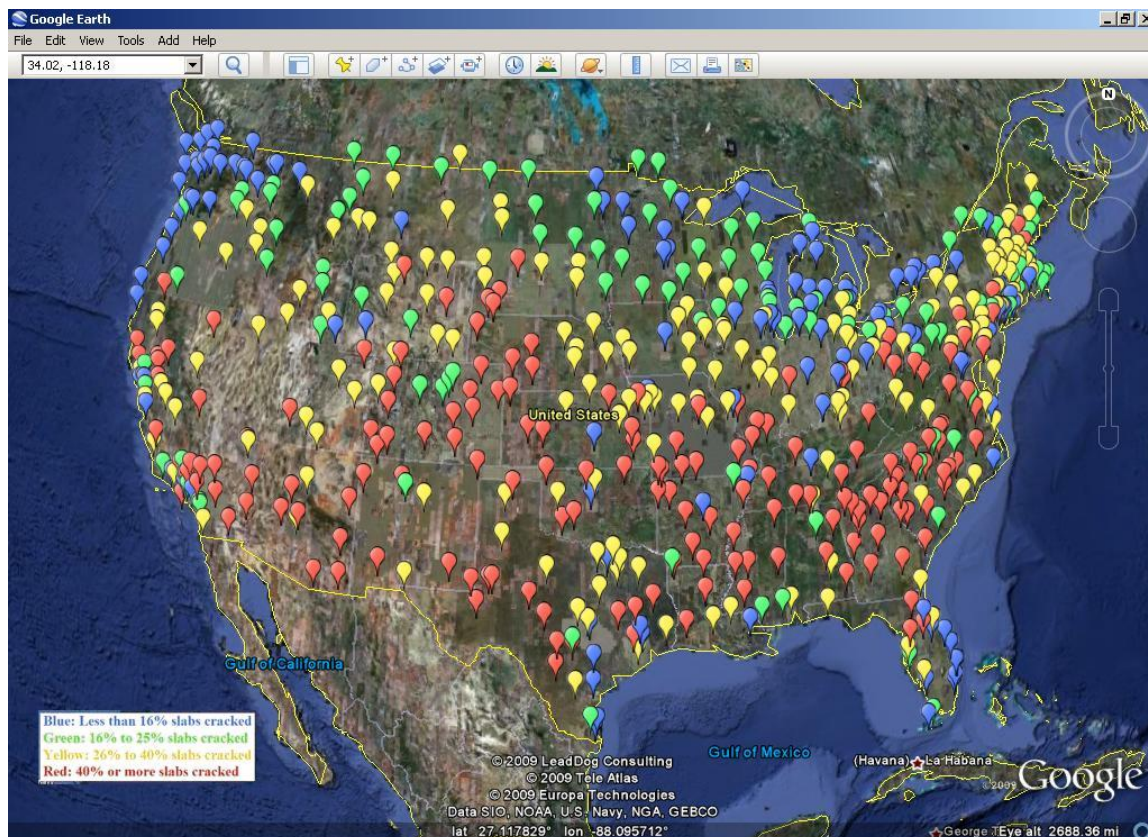 Google Earth
File Edit View Tools Add Help
34.02, -118.18
N
United States
Gulf of California
Blue: Less than 16% slabs cracked
Green: 16% to 25% slabs cracked
Yellow: 26% to 40% slabs cracked
Red: 40% or more slabs cracked
Gulf of Mexico
(Havana) La Habana
© 2009 LeadDog Consulting
© 2009 Tele Atlas
© 2009 Europa Technologies
Data SIO, NOAA, U.S. Navy, NGA, GEBCO
©2009 Google
lat 27.117829° lon -88.095712°
George T
Eye alt 2688.36 mi